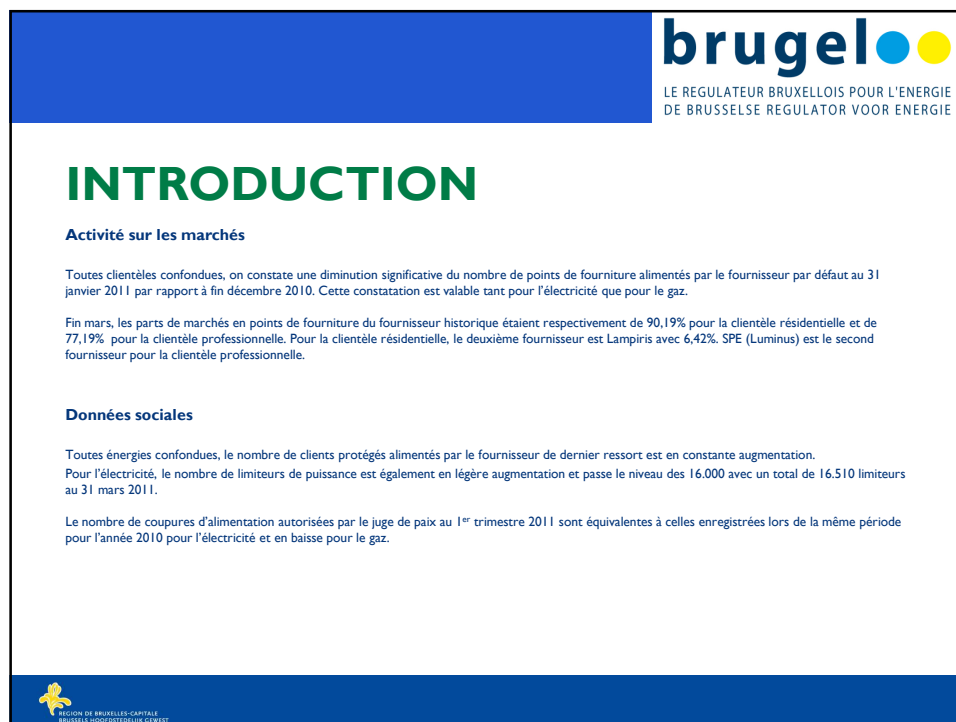 brugel
LE REGULATEUR BRUXELLOIS POUR L'ENERGIE
DE BRUSSELSE REGULATOR VOOR ENERGIE
INTRODUCTION
Activité sur les marchés
Toutes clientèles confondues, on constate une diminution significative du nombre de points de fourniture alimentés par le fournisseur par défaut au 31
janvier 2011 par rapport à fin décembre 2010. Cette constatation est valable tant pour l'électricité que pour le gaz.
Fin mars, les parts de marchés en points de fourniture du fournisseur historique étaient respectivement de 90,19% pour la clientèle résidentielle et de
77,19% pour la clientèle professionnelle. Pour la clientèle résidentielle, le deuxième fournisseur est Lampiris avec 6,42%. SPE (Luminus) est le second
fournisseur pour la clientèle professionnelle.
Données sociales
Toutes énergies confondues, le nombre de clients protégés alimentés par le fournisseur de dernier ressort est en constante augmentation.
Pour l'électricité, le nombre de limiteurs de puissance est également en légère augmentation et passe le niveau des 16.000 avec un total de 16.510 limiteurs
au 31 mars 2011.
Le nombre de coupures d'alimentation autorisées par le juge de paix au 1er trimestre 2011 sont équivalentes à celles enregistrées lors de la même période
pour l'année 2010 pour l'électricité et en baisse pour le gaz.
REGION DE BRUXELLES-CAPITALE
BRUSSELS HOOFDSTEDELIJK GEWEST